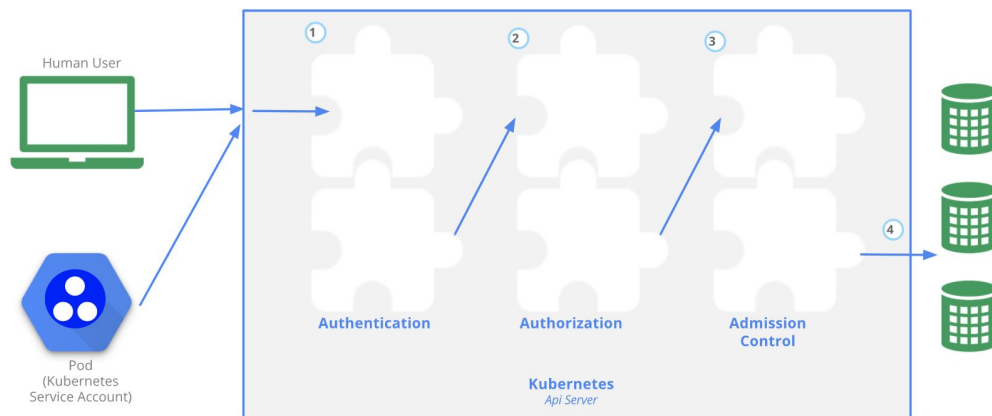 Human User
Pod
(Kubernetes
Service Account)
1
2
3
4
Authentication
Authorization
Admission
Control
Kubernetes
Api Server